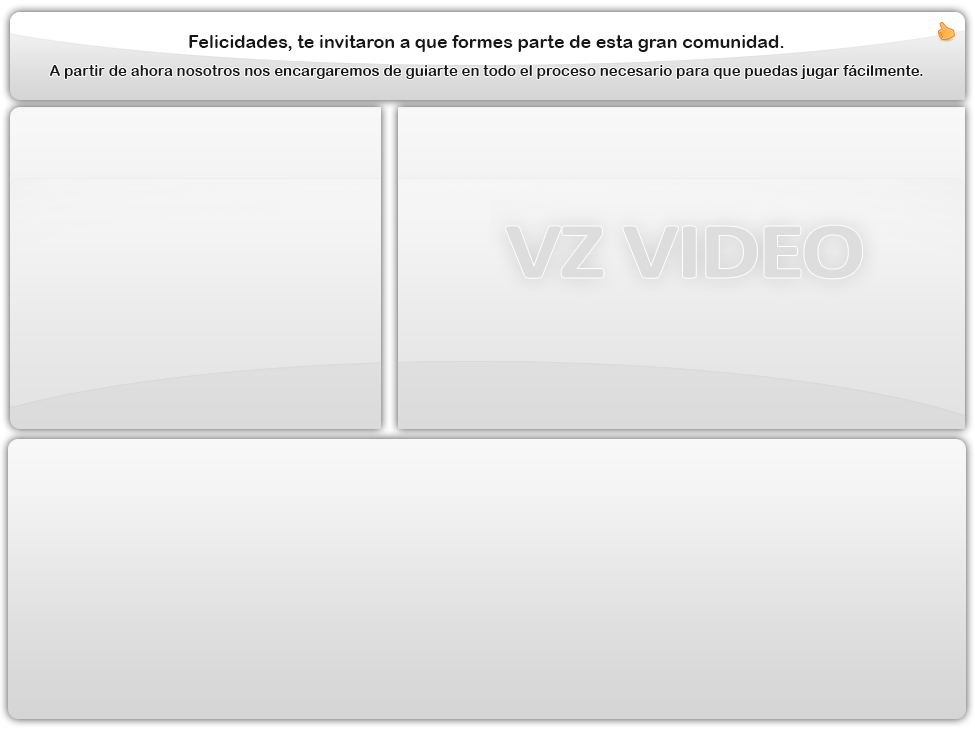 Felicidades, te invitaron a que formes parte de esta gran comunidad.
A partir de ahora nosotros nos encargaremos de guiarte en todo el proceso necesario para que puedas jugar fácilmente.
VZ VIDEO